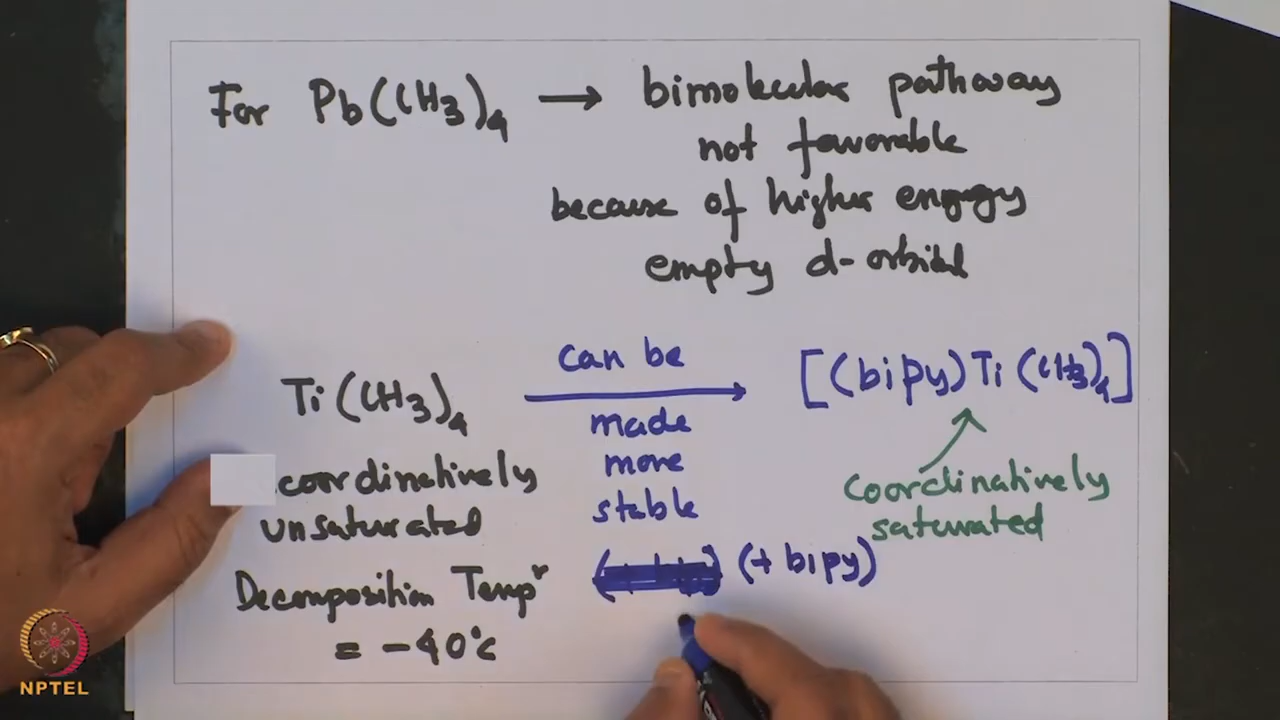 For Pb(CH3)4 → bimolecular pathway
not favorable
because of higher energy
empty d-orbital
Ti(CH3)4 can be made more stable [(bipy)Ti(CH3)4]
coordinatively
unsaturated
Coordinatively
saturated
(+ bipy)
Decomposition Tempr
= -40°C
NPTEL